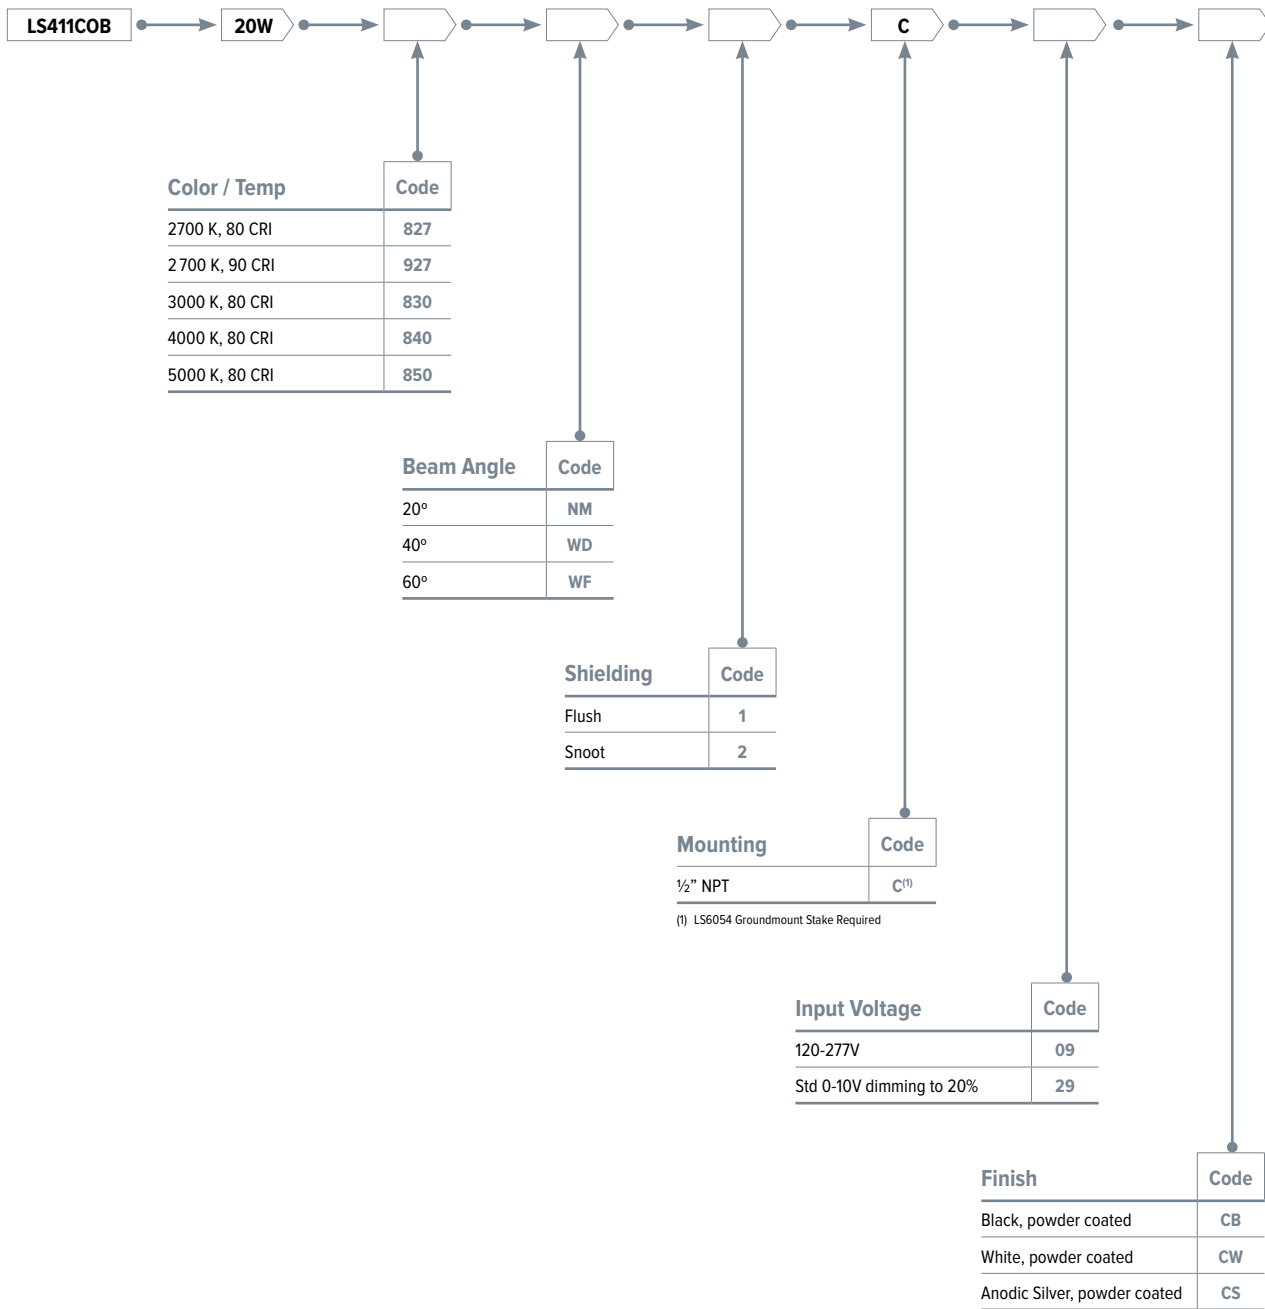 LS411COB 20W C
Color / Temp Code
2700 K, 80 CRI 827
2700 K, 90 CRI 927
3000 K, 80 CRI 830
4000 K, 80 CRI 840
5000 K, 80 CRI 850
Beam Angle Code
20º NM
40º WD
60º WF
Shielding Code
Flush 1
Snoot 2
Mounting Code
½” NPT C(1)
(1) LS6054 Groundmount Stake Required
Input Voltage Code
120-277V 09
Std 0-10V dimming to 20% 29
Finish Code
Black, powder coated CB
White, powder coated CW
Anodic Silver, powder coated CS